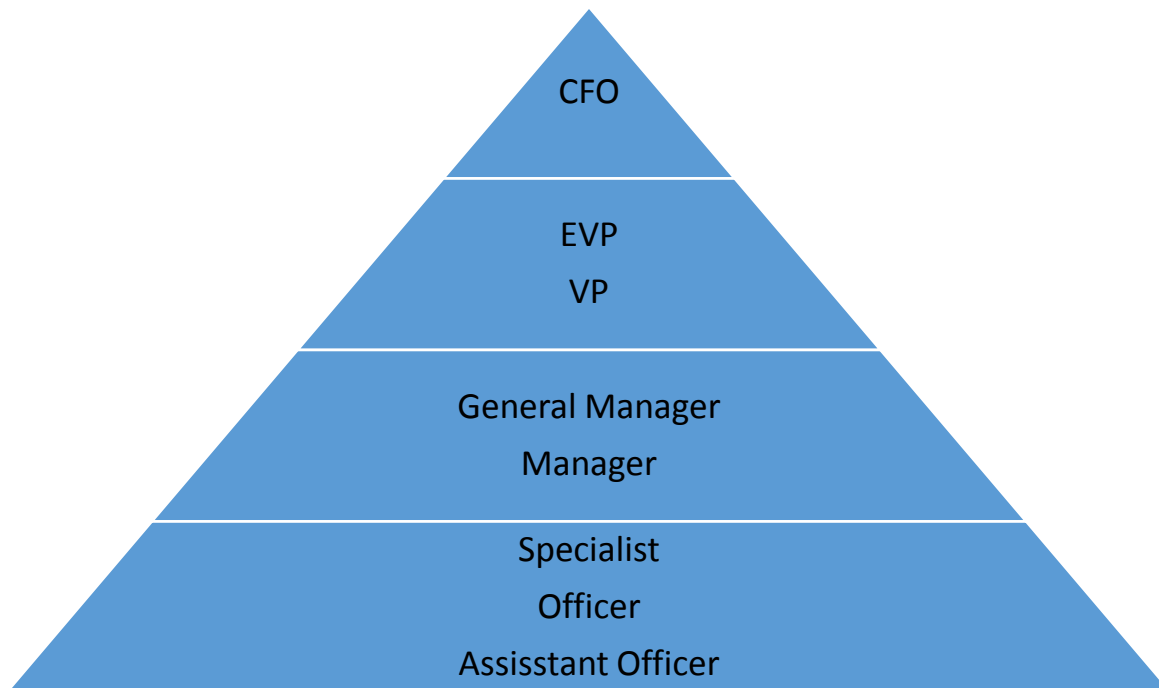 CFO
EVP
VP
General Manager
Manager
Specialist
Officer
Assisstant Officer